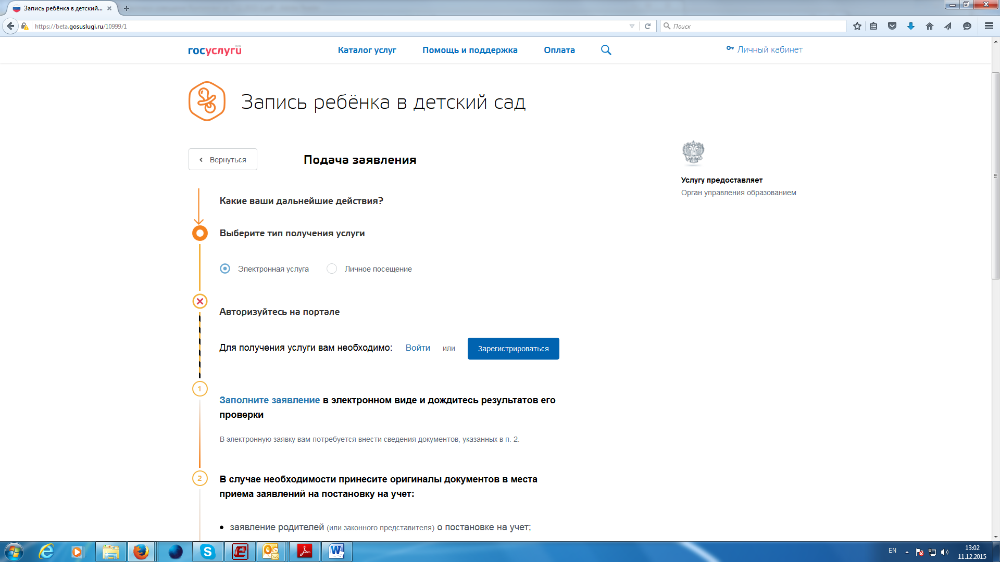 Запись ребёнка в детский...
https://beta.gosuslugi.ru/10999/1
Поиск
госуслуги
beta
Каталог услуг
Помощь и поддержка
Оплата
Личный кабинет
Запись ребёнка в детский сад
Вернуться
Подача заявления
Услугу предоставляет
Орган управления образованием
Какие ваши дальнейшие действия?
Выберите тип получения услуги
Электронная услуга
Личное посещение
Авторизуйтесь на портале
Для получения услуги вам необходимо: Войти или Зарегистрироваться
1
Заполните заявление в электронном виде и дождитесь результатов его
проверки
В электронную заявку вам потребуется внести сведения документов, указанных в п. 2.
2
В случае необходимости принесите оригиналы документов в места
приема заявлений на постановку на учет:
заявление родителей (или законного представителя) о постановке на учет;
EN
13:02
11.12.2015